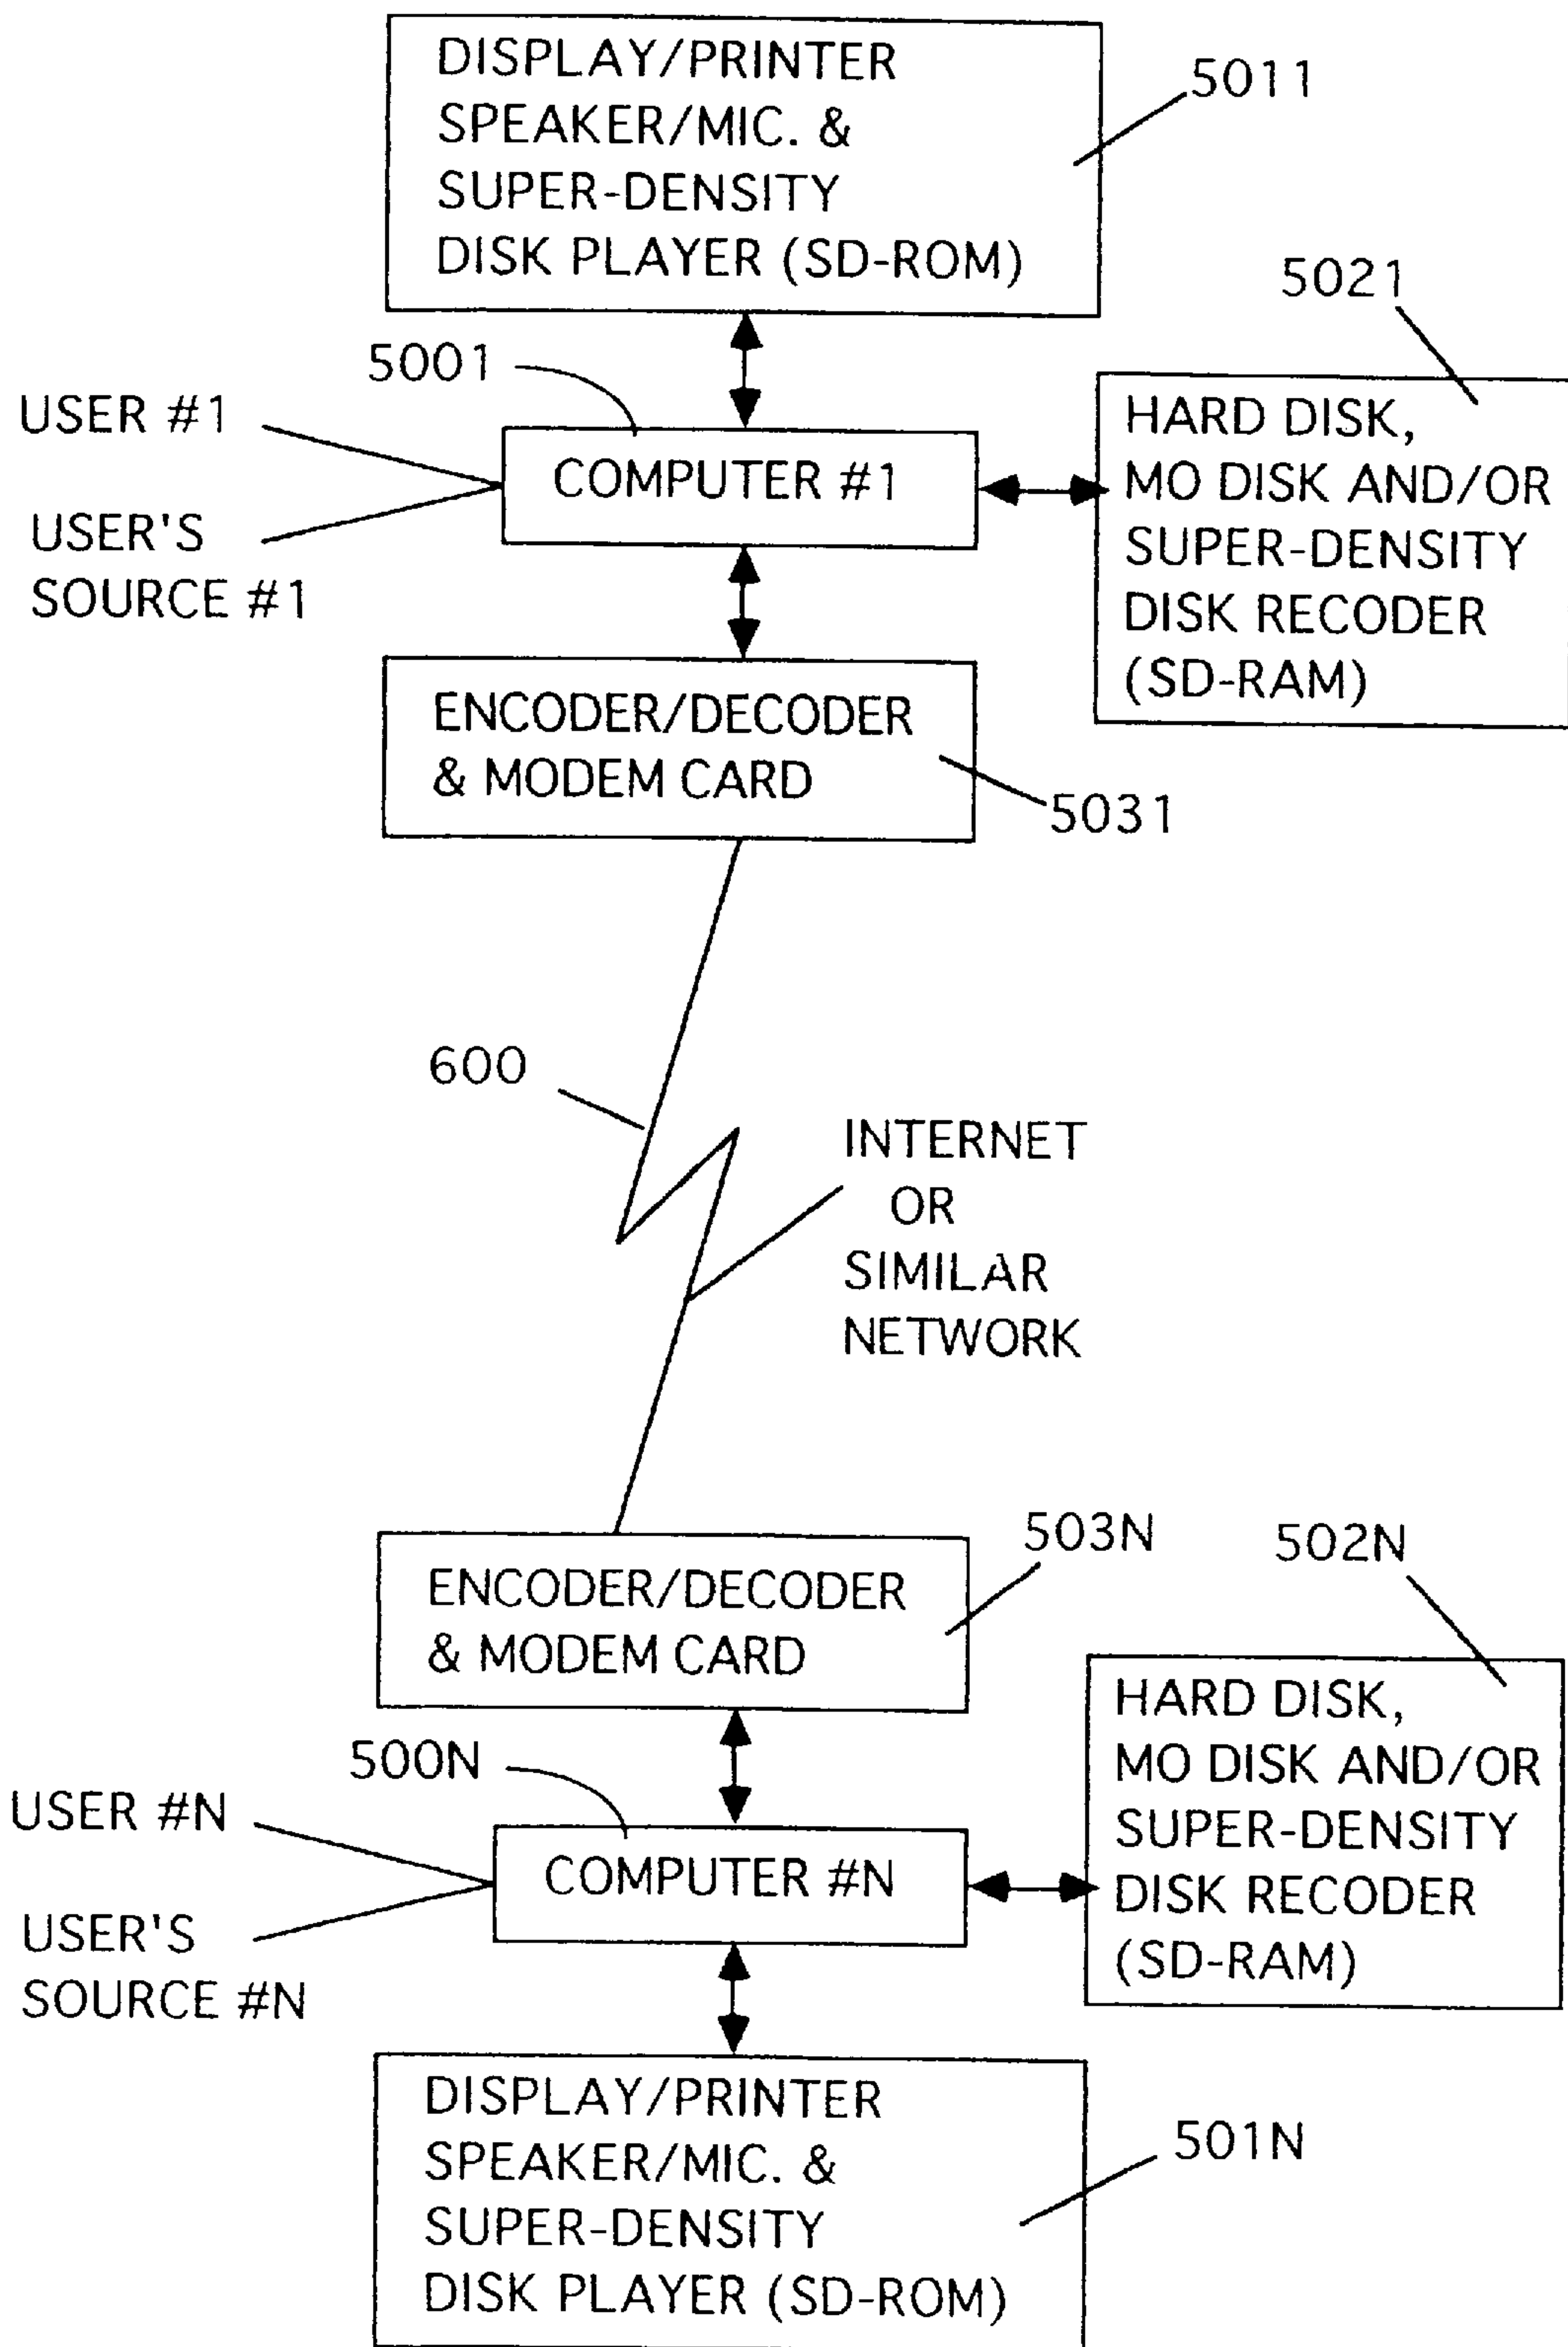 DISPLAY/PRINTER
SPEAKER/MIC. &
SUPER-DENSITY
DISK PLAYER (SD-ROM)
5011
5021
5001
USER #1
USER'S
SOURCE #1
COMPUTER #1
HARD DISK,
MO DISK AND/OR
SUPER-DENSITY
DISK RECODER
(SD-RAM)
ENCODER/DECODER
& MODEM CARD
5031
600
INTERNET
OR
SIMILAR
NETWORK
503N
502N
ENCODER/DECODER
& MODEM CARD
500N
USER #N
USER'S
SOURCE #N
COMPUTER #N
HARD DISK,
MO DISK AND/OR
SUPER-DENSITY
DISK RECODER
(SD-RAM)
DISPLAY/PRINTER
SPEAKER/MIC. &
SUPER-DENSITY
DISK PLAYER (SD-ROM)
501N